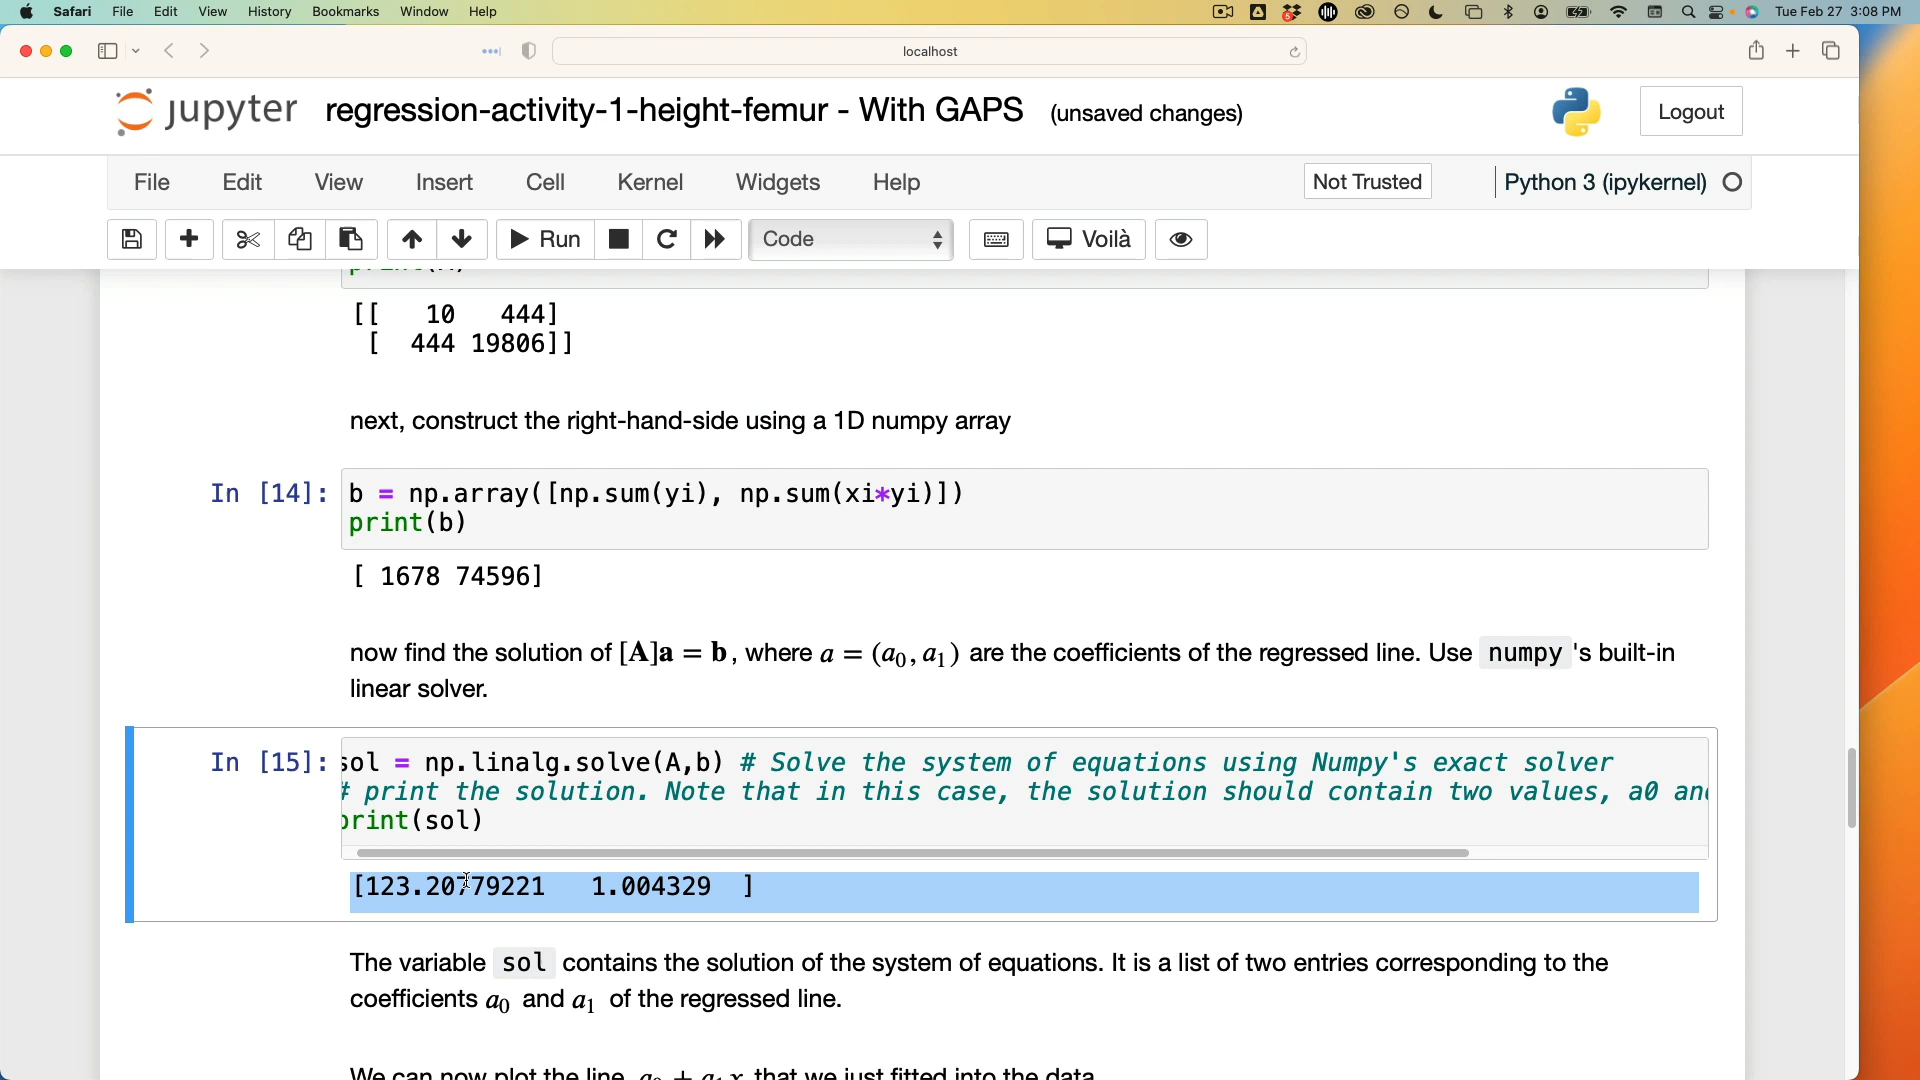 Safari File Edit View History Bookmarks Window Help Tue Feb 27 3:08 PM
localhost
jupyter regression-activity-1-height-femur - With GAPS (unsaved changes) Logout
File Edit View Insert Cell Kernel Widgets Help Not Trusted Python 3 (ipykernel)
Run Code Voilà
[[ 10 444]
[ 444 19806]]
next, construct the right-hand-side using a 1D numpy array
In [14]: b = np.array([np.sum(yi), np.sum(xi*yi)])
print(b)
[ 1678 74596]
now find the solution of [A]a = b, where a = (a₀, a₁) are the coefficients of the regressed line. Use numpy 's built-in
linear solver.
In [15]: sol = np.linalg.solve(A,b) # Solve the system of equations using Numpy's exact solver
# print the solution. Note that in this case, the solution should contain two values, a0 and
print(sol)
[123.20779221 1.004329 ]
The variable sol contains the solution of the system of equations. It is a list of two entries corresponding to the
coefficients a₀ and a₁ of the regressed line.
We can now plot the line a₀ + a₁x that we just fitted into the data